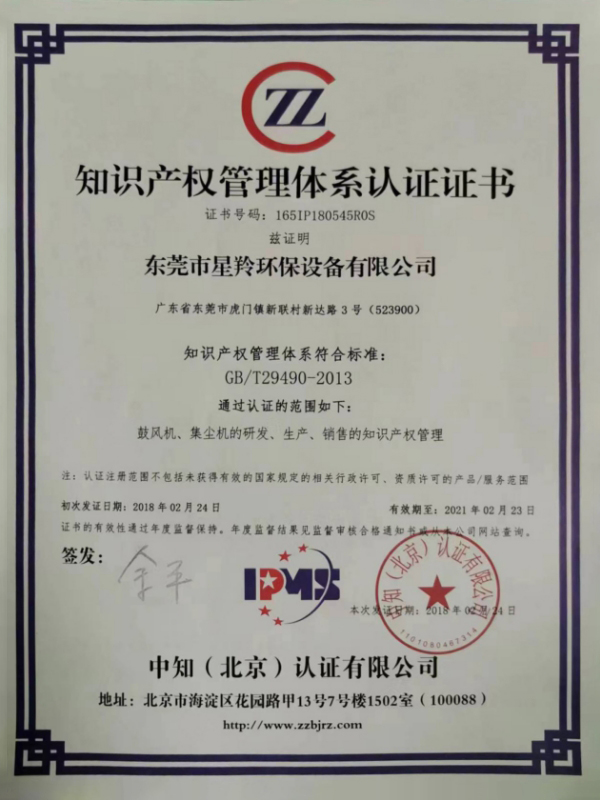 ZZ
知识产权管理体系认证证书
证书号码：165IP180545R0S
兹证明
东莞市星羚环保设备有限公司
广东省东莞市虎门镇新联村新达路3号（523900）
知识产权管理体系符合标准：
GB/T29490-2013
通过认证的范围如下：
鼓风机、集尘机的研发、生产、销售的知识产权管理
注：认证注册范围不包括未获得有效的国家规定的相关行政许可、资质许可的产品/服务范围
初次发证日期：2018年02月24日
有效期至：2021年02月23日
证书的有效性通过年度监督保持。年度监督结果见监督审核合格通知书或从本公司网站查询。
签发：
IPMS
中知（北京）认证有限公司
1101080467314
本次发证日期：2018年02月24日
中知（北京）认证有限公司
地址：北京市海淀区花园路甲13号7号楼1502室（100088）
http://www.zzbjrz.com/